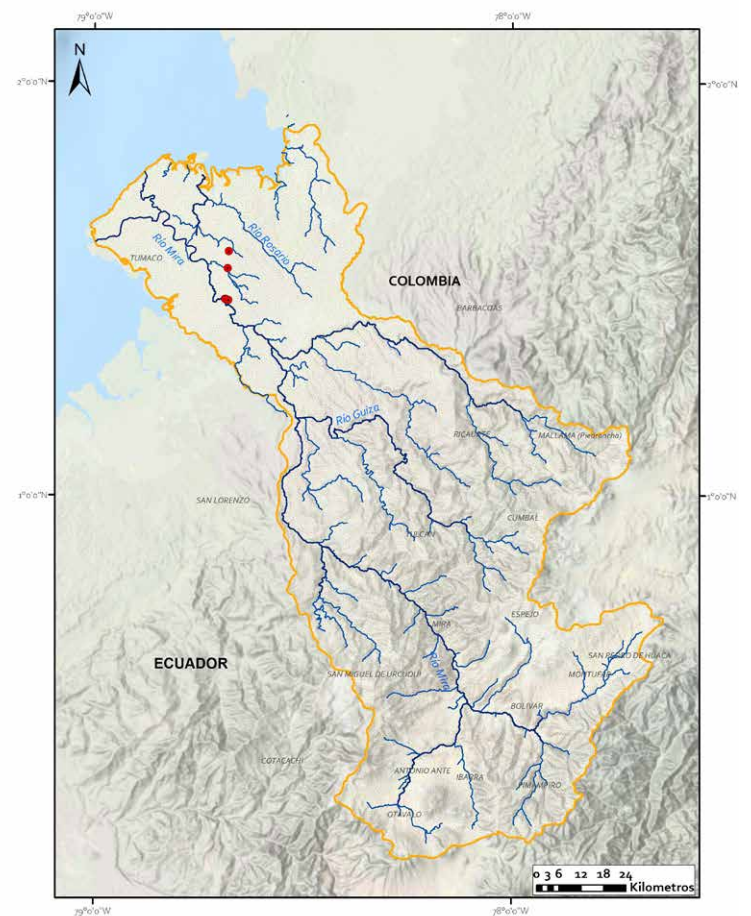 79°0'0"W
78°0'0"W
N
2°0'0"N
2°0'0"N
Río Rosario
Río Mira
TUMACO
COLOMBIA
BARBACOAS
Río Guiza
RICAURTE
MALLAMA (Piedrancha)
1°0'0"N
1°0'0"N
SAN LORENZO
CUMBAL
TULCÁN
ESPEJO
MIRA
ECUADOR
SAN PEDRO DE HUACA
Río Mira
SAN MIGUEL DE URCUQUÍ
MONTÚFAR
BOLÍVAR
COTACACHI
ANTONIO ANTE
IBARRA
PIMAMPIRO
OTAVALO
0 3 6 12 18 24
Kilometros
79°0'0"W
78°0'0"W